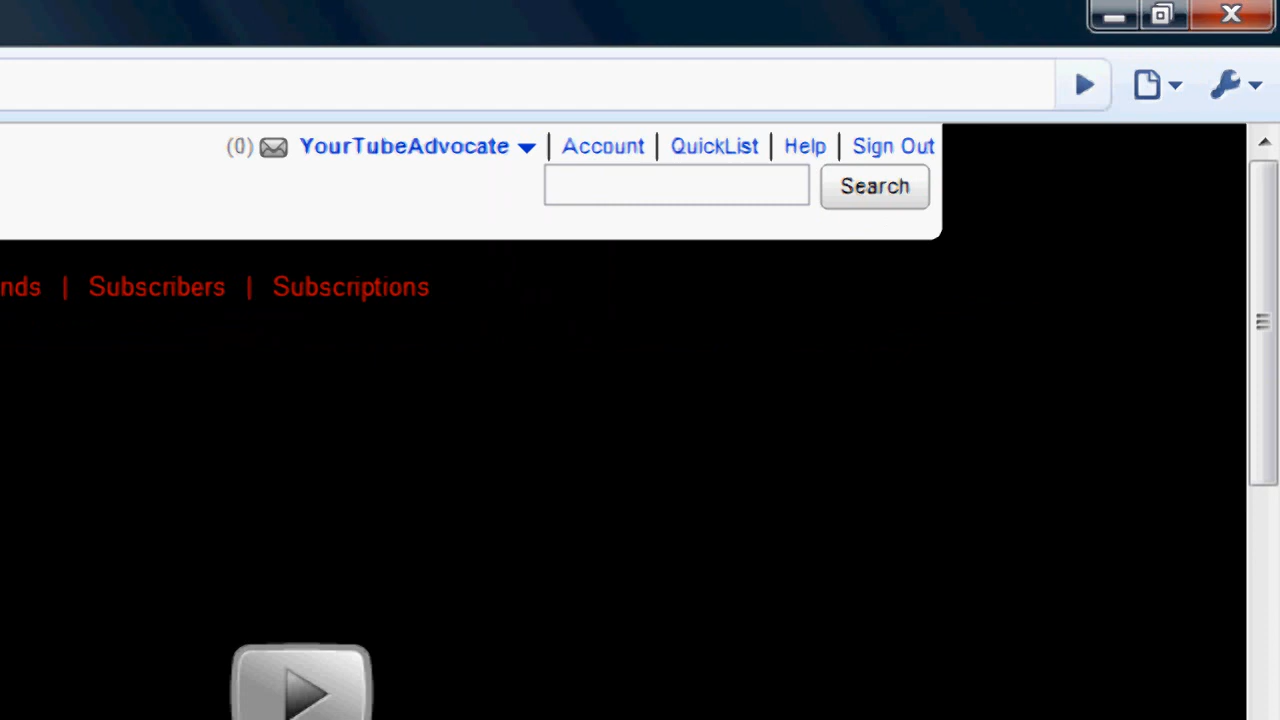 (0) YourTubeAdvocate | Account | QuickList | Help | Sign Out
Search
nds | Subscribers | Subscriptions